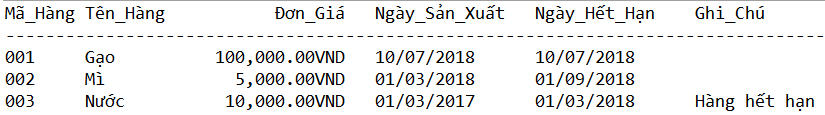 Mã_Hàng Tên_Hàng Đơn_Giá Ngày_Sản_Xuất Ngày_Hết_Hạn Ghi_Chú
--------------------------------------------------------------------------------
001 Gạo 100,000.00VND 10/07/2018 10/07/2018
002 Mì 5,000.00VND 01/03/2018 01/09/2018
003 Nước 10,000.00VND 01/03/2017 01/03/2018 Hàng hết hạn